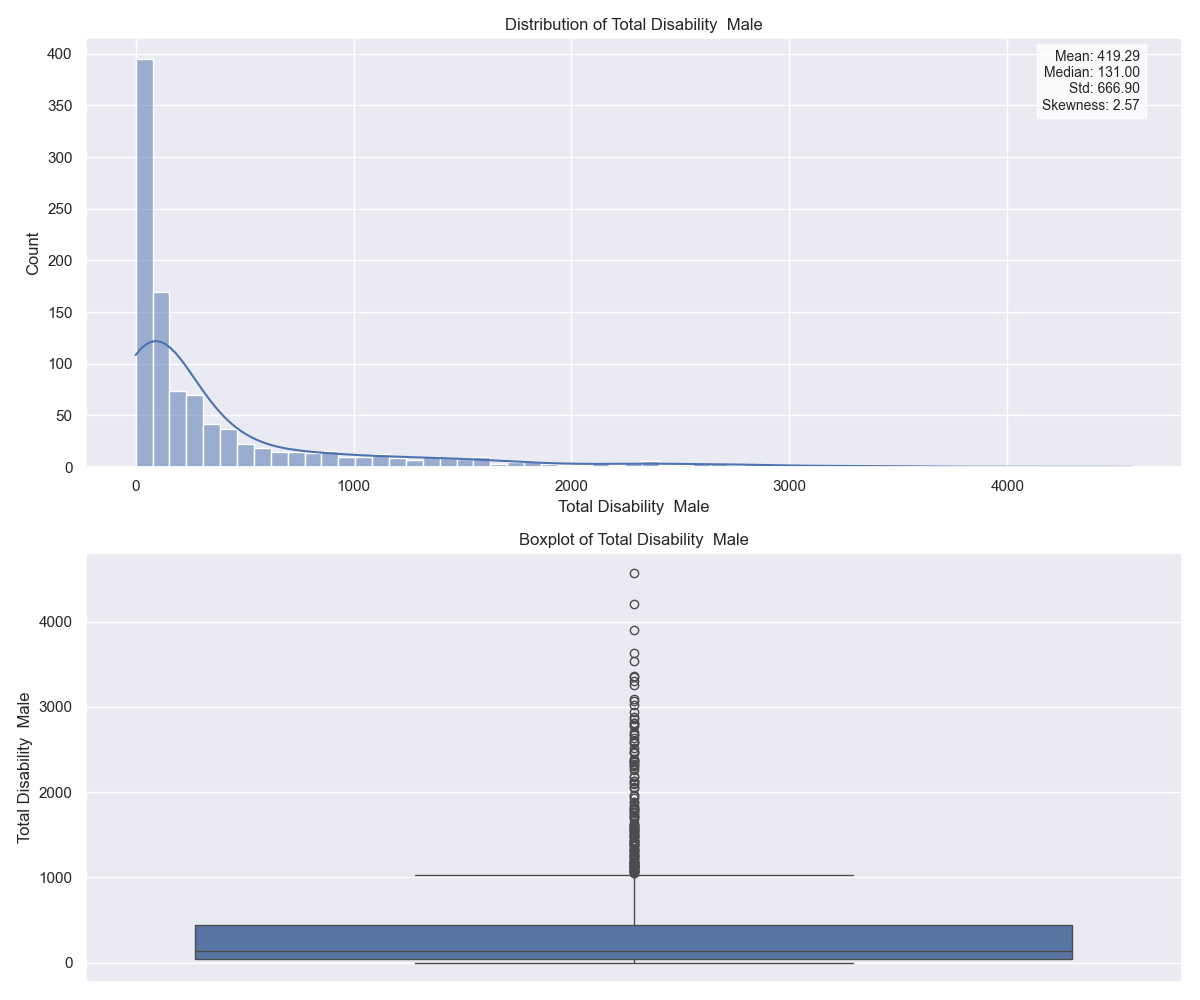 Distribution of Total Disability  Male
Mean: 419.29
Median: 131.00
Std: 666.90
Skewness: 2.57
400
350
300
250
200
150
100
50
0
Count
0 1000 2000 3000 4000
Total Disability  Male
Boxplot of Total Disability  Male
4000
3000
2000
1000
0
Total Disability  Male